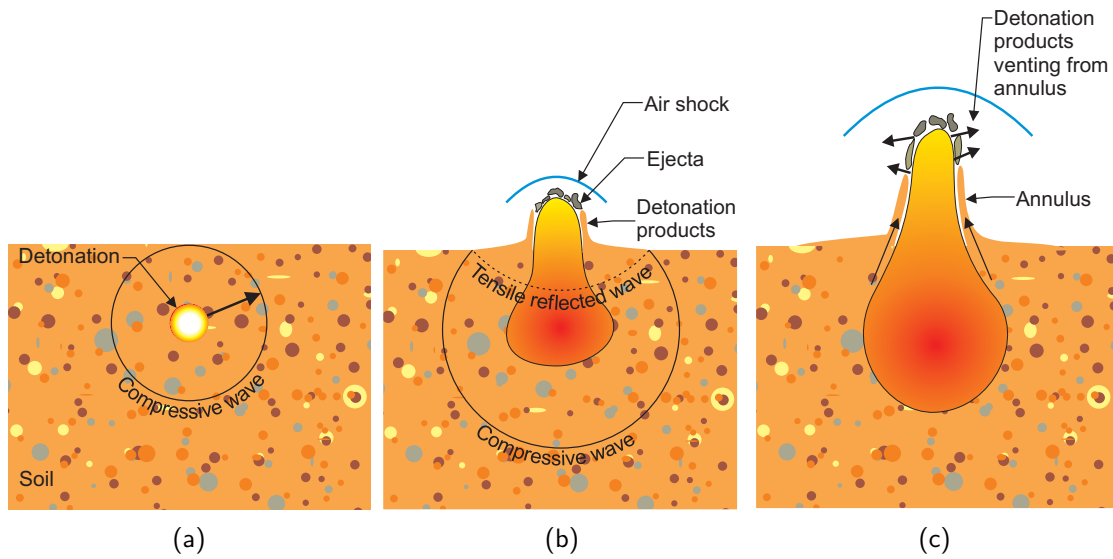 Detonation
Compressive wave
Soil
(a)
Air shock
Ejecta
Detonation
products
Tensile reflected wave
Compressive wave
(b)
Detonation
products
venting from
annulus
Annulus
(c)